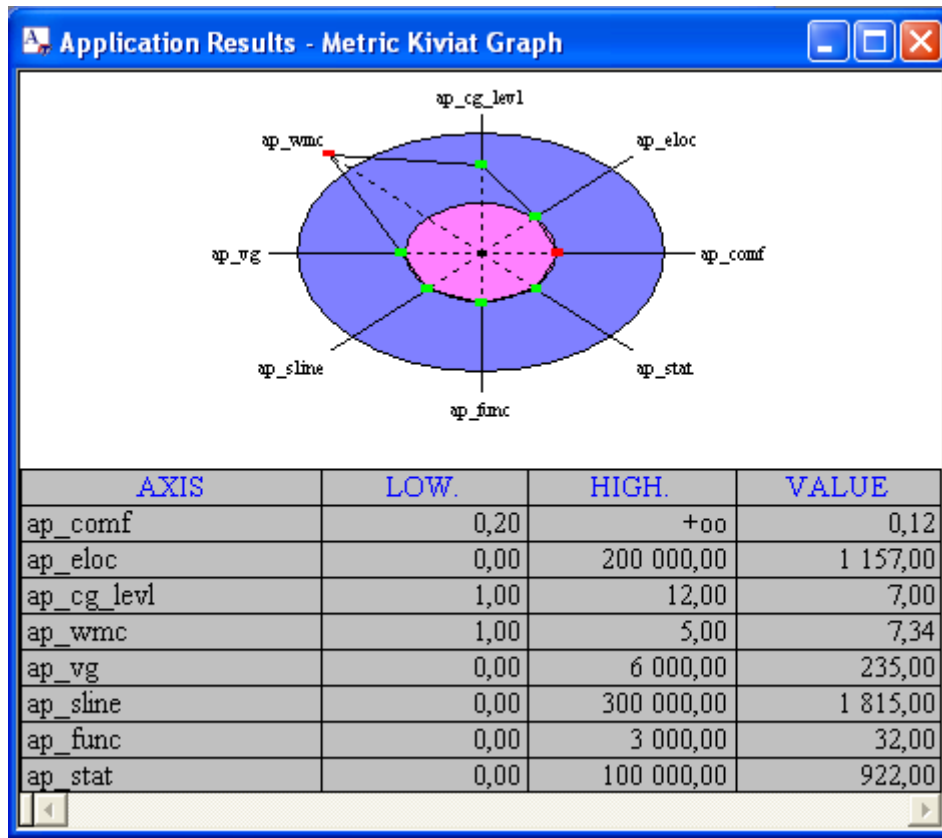 Application Results - Metric Kiviat Graph
ap_cg_levl
ap_wmc
ap_eloc
ap_vg
ap_comf
ap_sline
ap_stat
ap_func
AXIS LOW. HIGH. VALUE
ap_comf 0,20 +oo 0,12
ap_eloc 0,00 200 000,00 1 157,00
ap_cg_levl 1,00 12,00 7,00
ap_wmc 1,00 5,00 7,34
ap_vg 0,00 6 000,00 235,00
ap_sline 0,00 300 000,00 1 815,00
ap_func 0,00 3 000,00 32,00
ap_stat 0,00 100 000,00 922,00